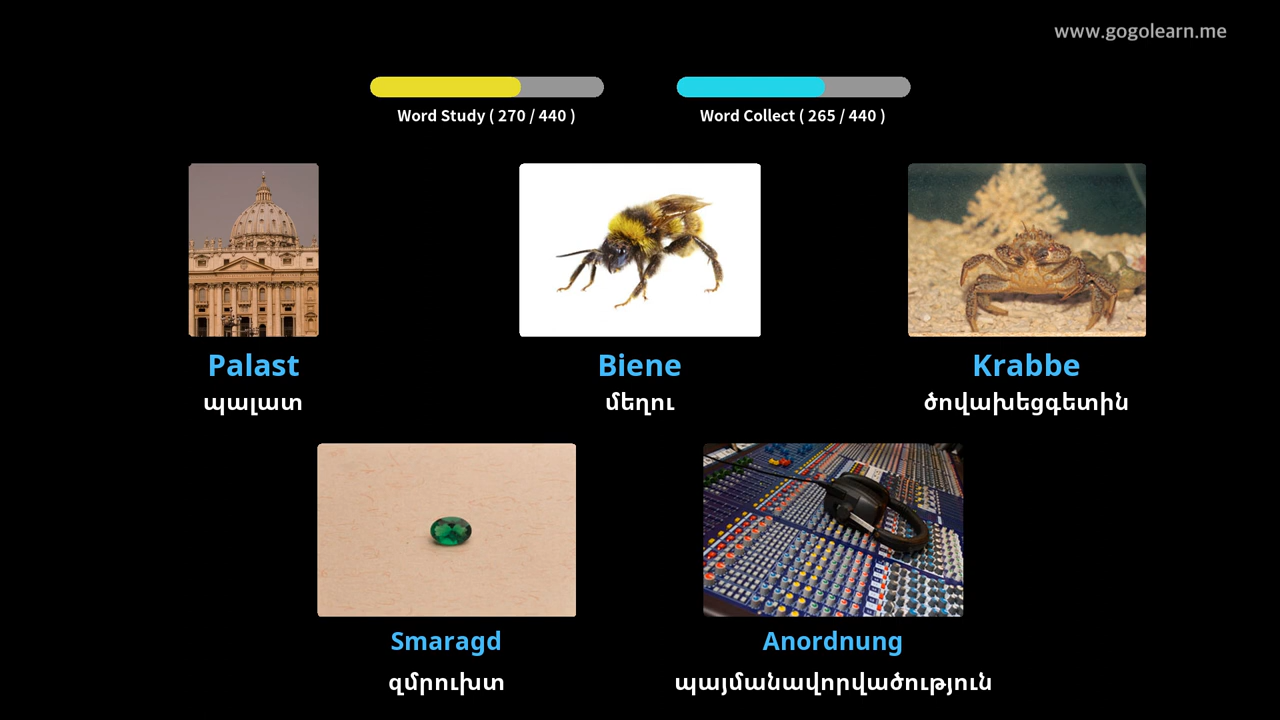 www.gogolearn.me
Word Study ( 270 / 440 )
Word Collect ( 265 / 440 )
Palast
Biene
Krabbe
պալատ
մեղու
ծովախեցգետին
Smaragd
Anordnung
զմրուխտ
պայմանավորվածություն